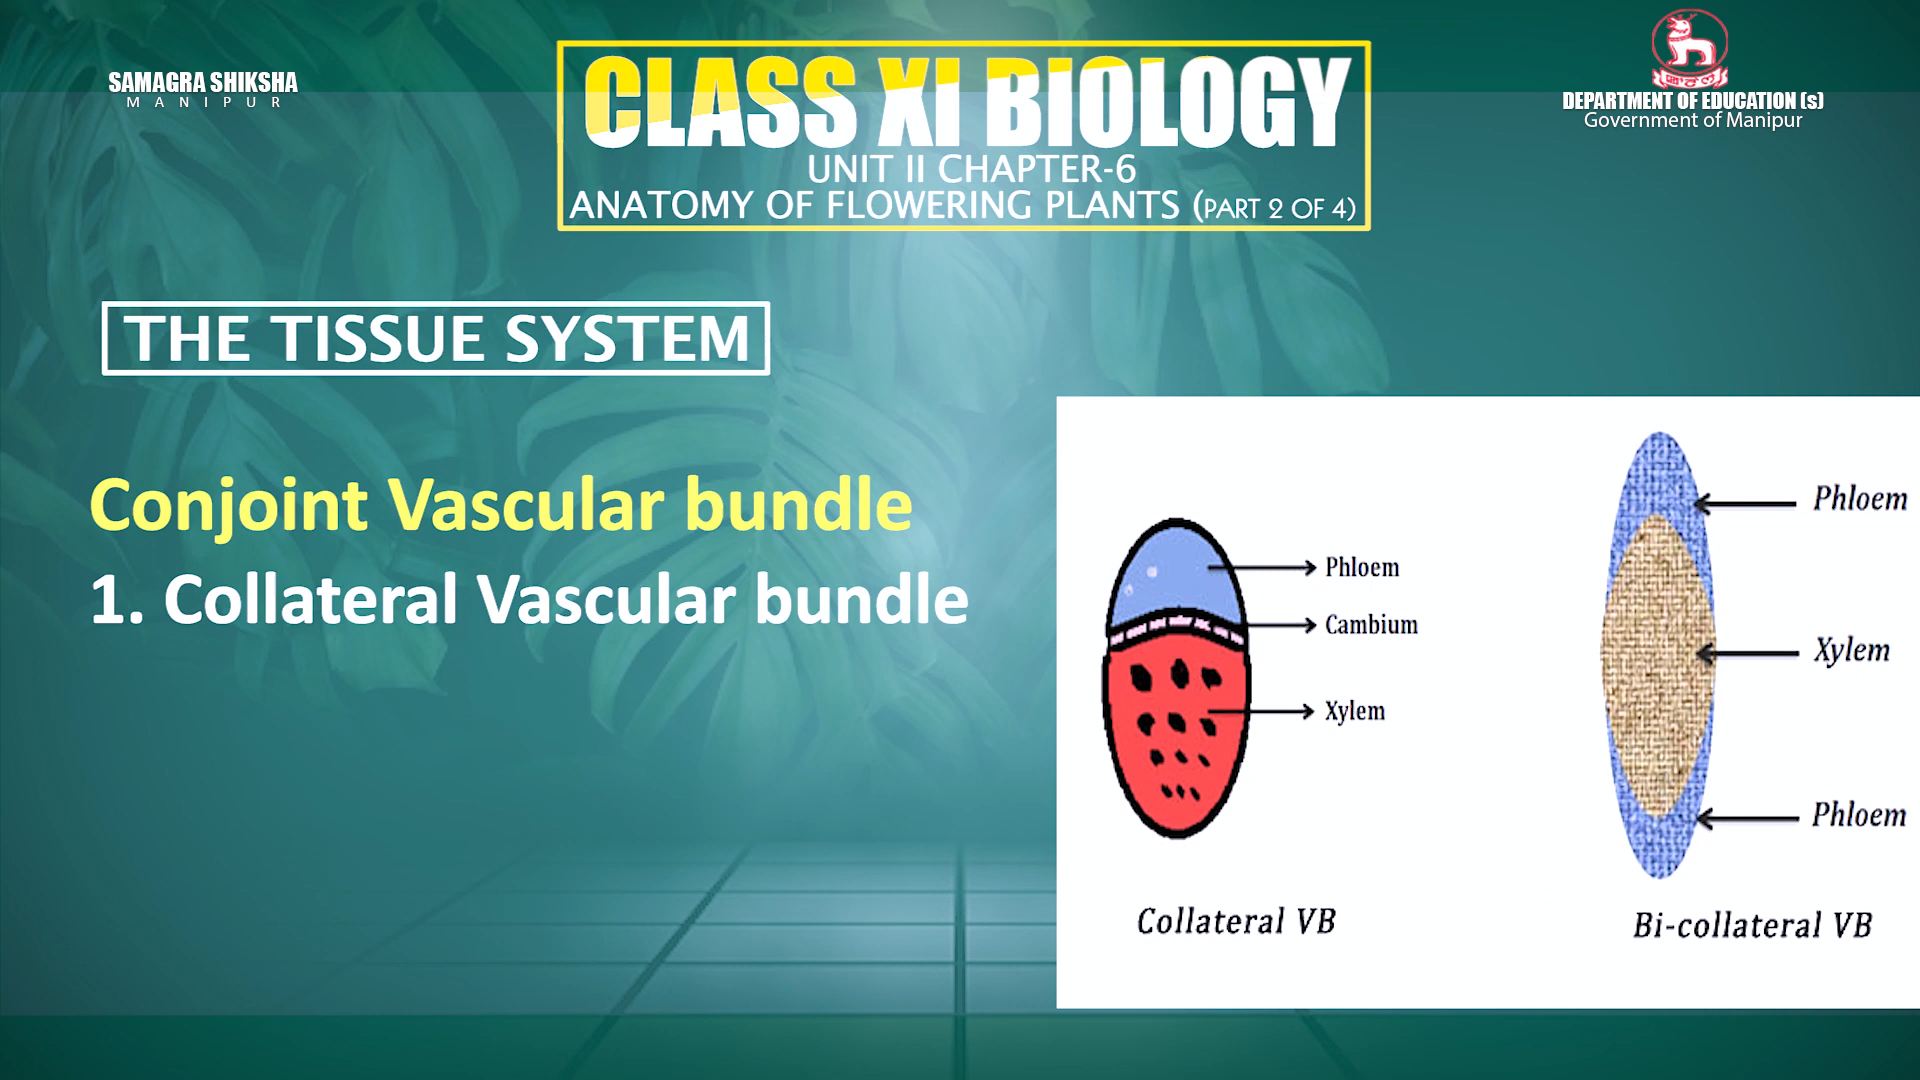 SAMAGRA SHIKSHA
MANIPUR
CLASS XI BIOLOGY
UNIT II CHAPTER-6
ANATOMY OF FLOWERING PLANTS (PART 2 OF 4)
DEPARTMENT OF EDUCATION (s)
Government of Manipur
THE TISSUE SYSTEM
Conjoint Vascular bundle
1. Collateral Vascular bundle
Phloem
Cambium
Xylem
Collateral VB
Phloem
Xylem
Phloem
Bi-collateral VB